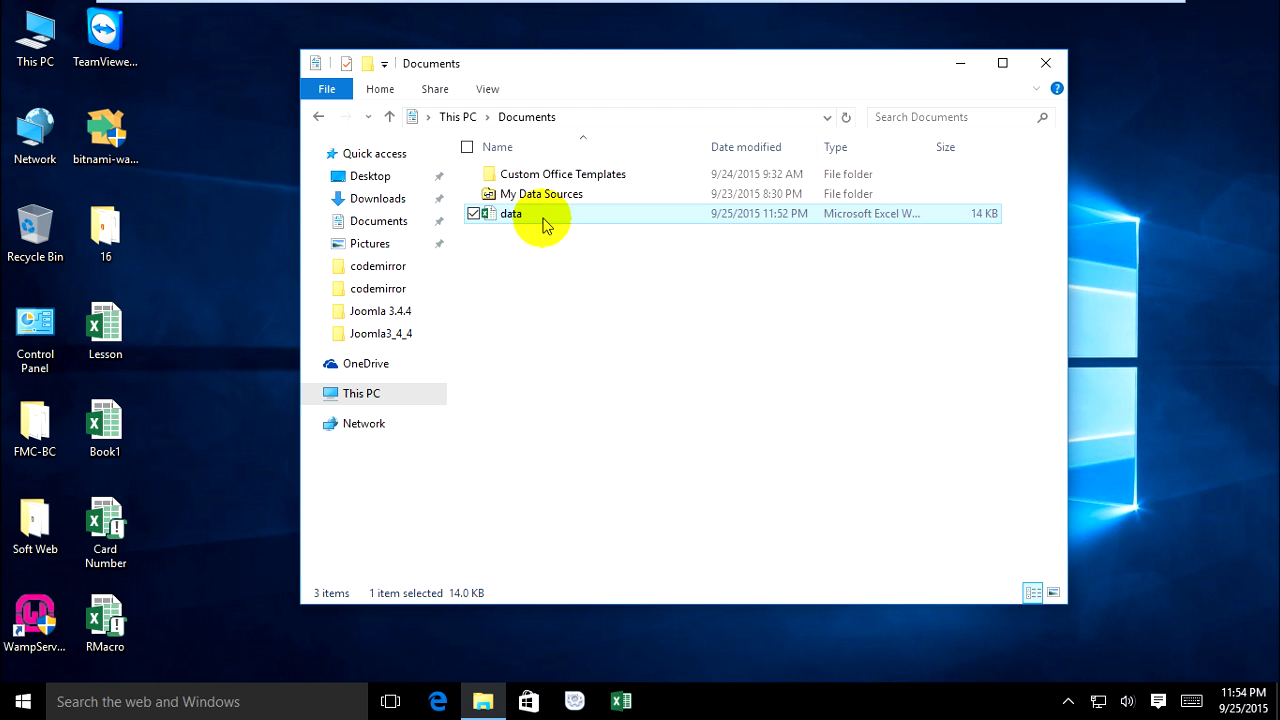 This PC
TeamViewe...
Network
bitnami-wa...
Recycle Bin
16
Control
Panel
Lesson
FMC-BC
Book1
Soft Web
Card
Number
WampServ...
RMacro
Documents
File
Home
Share
View
This PC
Documents
Search Documents
Quick access
Desktop
Downloads
Documents
Pictures
codemirror
codemirror
Joomla 3.4.4
Joomla3_4_4
OneDrive
This PC
Network
Name
Date modified
Type
Size
Custom Office Templates
9/24/2015 9:32 AM
File folder
My Data Sources
9/23/2015 8:30 PM
File folder
data
9/25/2015 11:52 PM
Microsoft Excel W...
14 KB
3 items
1 item selected 14.0 KB
Search the web and Windows
11:54 PM
9/25/2015